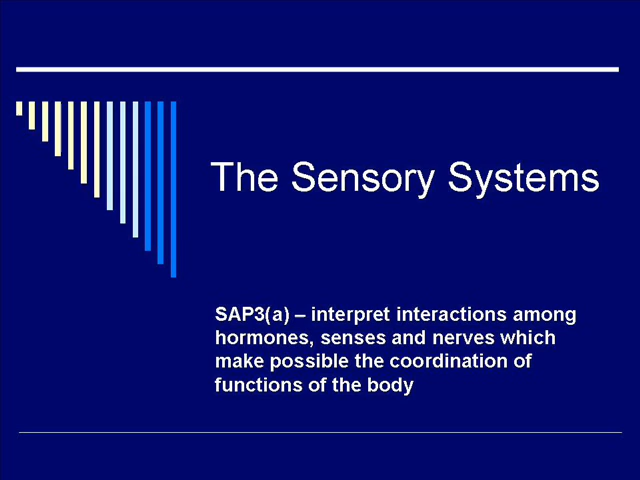 The Sensory Systems
SAP3(a) – interpret interactions among
hormones, senses and nerves which
make possible the coordination of
functions of the body